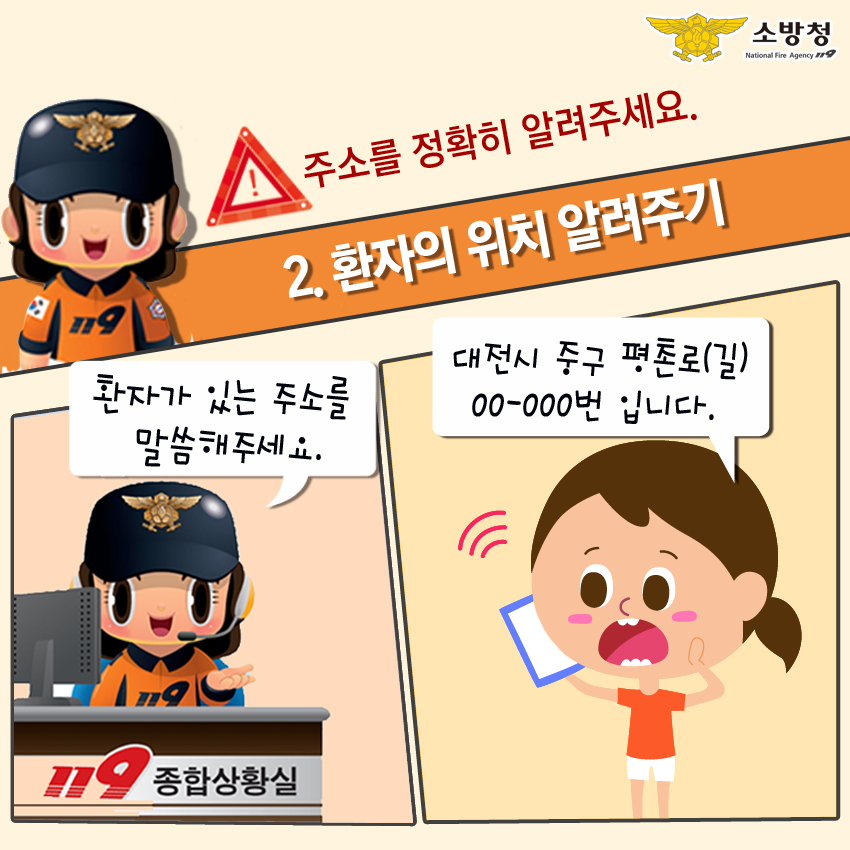 소방청
National Fire Agency 119
주소를 정확히 알려주세요.
2. 환자의 위치 알려주기
119
환자가 있는 주소를
말씀해주세요.
대전시 중구 평촌로(길)
00-000번 입니다.
119
119 종합상황실